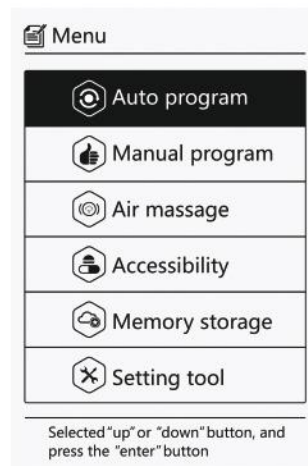 Menu
Auto program
Manual program
Air massage
Accessibility
Memory storage
Setting tool
Selected "up" or "down" button, and
press the "enter" button